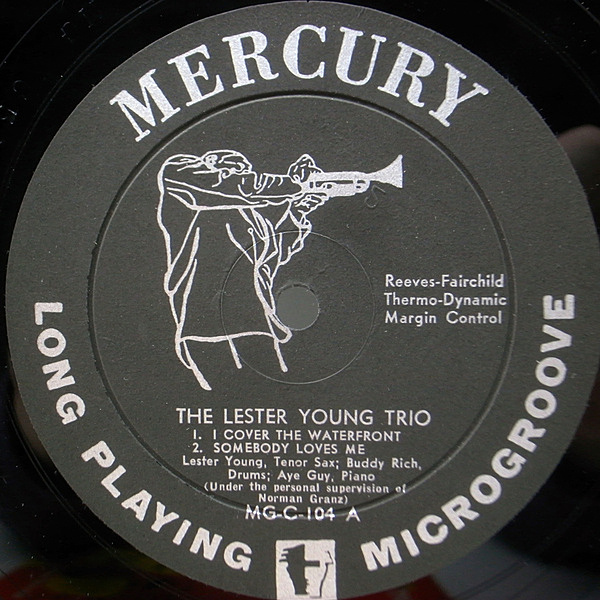 MERCURY
Reeves-Fairchild
Thermo-Dynamic
Margin Control
THE LESTER YOUNG TRIO
1. I COVER THE WATERFRONT
2. SOMEBODY LOVES ME
Lester Young, Tenor Sax; Buddy Rich,
Drums; Aye Guy, Piano
(Under the personal supervision of
Norman Granz)
MG-C-104 A
LONG PLAYING MICROGROOVE